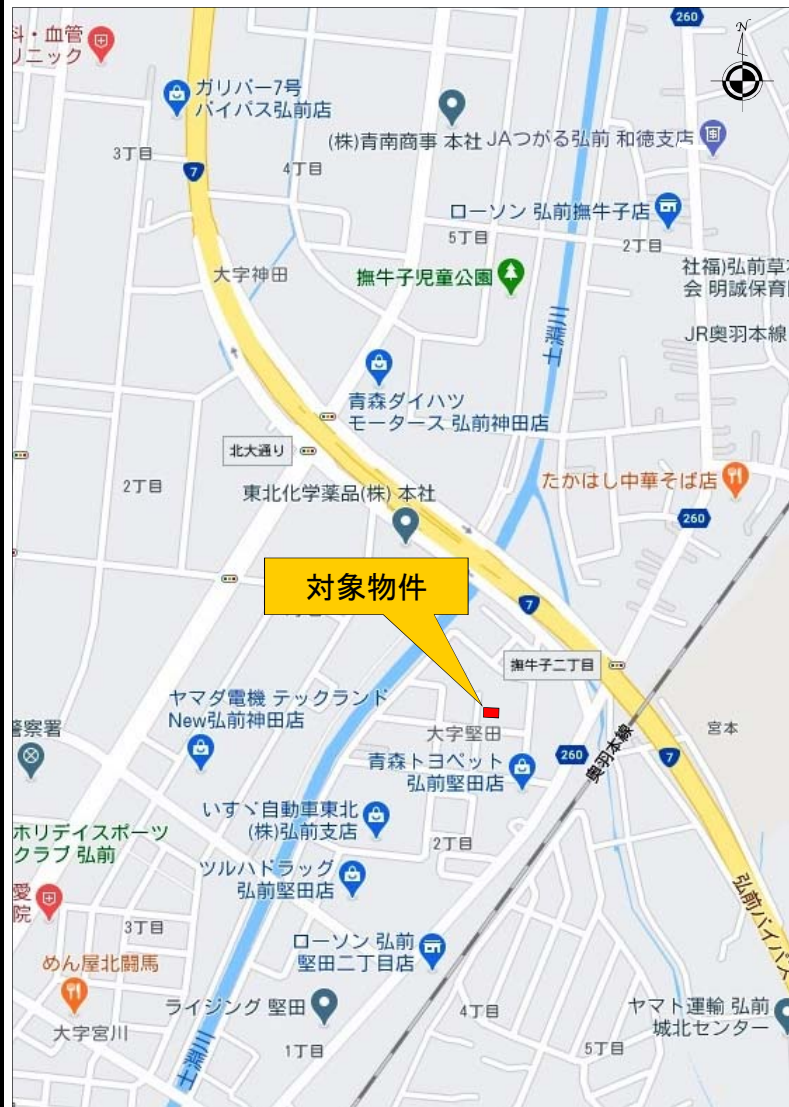 260
N
科・血管
リニック
ガリバー7号
バイパス弘前店
(株)青南商事 本社
JAつがる弘前 和徳支店
3丁目
4丁目
7
ローソン 弘前撫牛子店
5丁目
2丁目
大字神田
撫牛子児童公園
社福)弘前草
会 明誠保育
JR奥羽本線
土淵川
青森ダイハツ
モータース 弘前神田店
北大通り
たかはし中華そば店
2丁目
東北化学薬品(株) 本社
260
対象物件
7
撫牛子二丁目
ヤマダ電機 テックランド
New弘前神田店
大字堅田
宮本
警察署
青森トヨペット
弘前堅田店
260
奥羽本線
7
いすゞ自動車東北
(株)弘前支店
ホリデイスポーツ
クラブ 弘前
2丁目
ツルハドラッグ
弘前堅田店
愛
院
弘前バイパス
3丁目
ローソン 弘前
堅田二丁目店
めん屋北闘馬
ライジング 堅田
4丁目
ヤマト運輸 弘前
城北センター
大字宮川
1丁目
5丁目
土淵川